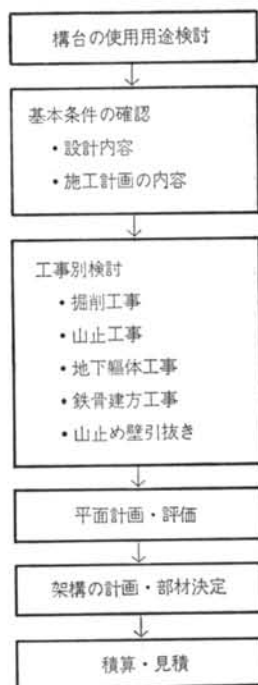 構台の使用用途検討
基本条件の確認
・設計内容
・施工計画の内容
工事別検討
・掘削工事
・山止工事
・地下躯体工事
・鉄骨建方工事
・山止め壁引抜き
平面計画・評価
架構の計画・部材決定
積算・見積